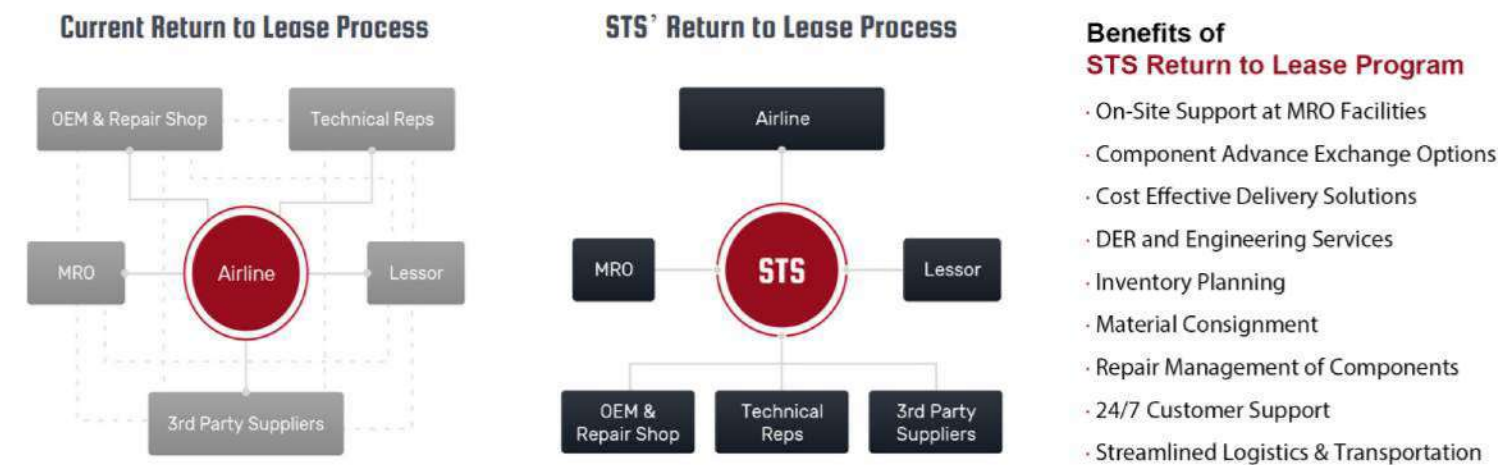 Current Return to Lease Process
OEM & Repair Shop
Technical Reps
MRO
Airline
Lessor
3rd Party Suppliers
STS’ Return to Lease Process
Airline
MRO
STS
Lessor
OEM &
Repair Shop
Technical
Reps
3rd Party
Suppliers
Benefits of
STS Return to Lease Program
· On-Site Support at MRO Facilities
· Component Advance Exchange Options
· Cost Effective Delivery Solutions
· DER and Engineering Services
· Inventory Planning
· Material Consignment
· Repair Management of Components
· 24/7 Customer Support
· Streamlined Logistics & Transportation